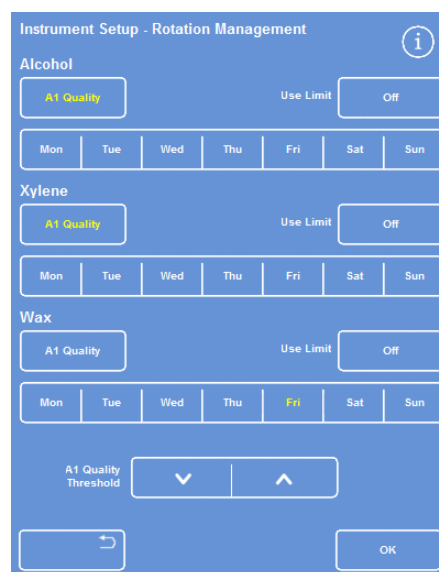 Instrument Setup - Rotation Management
i
Alcohol
A1 Quality Use Limit Off
Mon Tue Wed Thu Fri Sat Sun
Xylene
A1 Quality Use Limit Off
Mon Tue Wed Thu Fri Sat Sun
Wax
A1 Quality Use Limit Off
Mon Tue Wed Thu Fri Sat Sun
A1 Quality
Threshold
OK